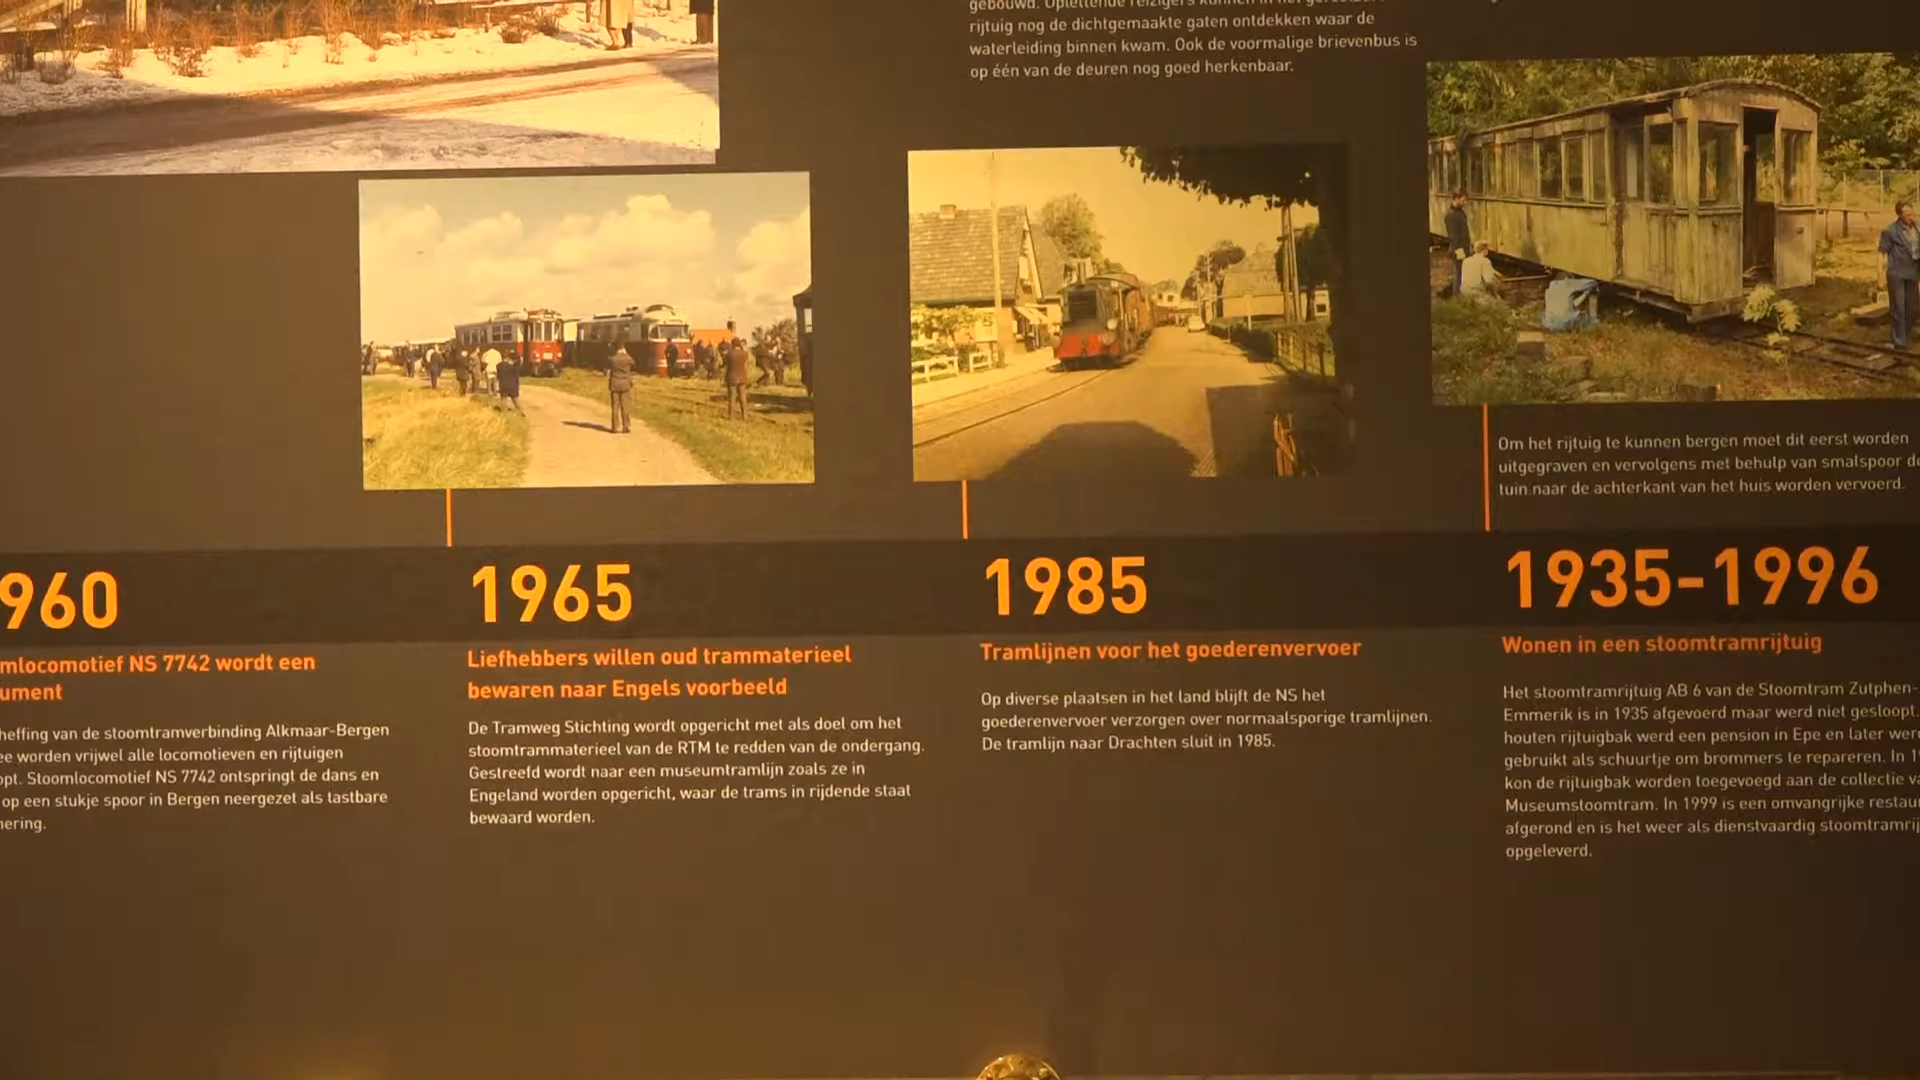 rijtuig nog de dichtgemaakte gaten ontdekken waar de
waterleiding binnen kwam. Ook de voormalige brievenbus is
op één van de deuren nog goed herkenbaar.
Om het rijtuig te kunnen bergen moet dit eerst worden
uitgegraven en vervolgens met behulp van smalspoor
tuin naar de achterkant van het huis worden vervoerd.
960
mlocomotief NS 7742 wordt een
ument
heffing van de stoomtramverbinding Alkmaar-Bergen
ee worden vrijwel alle locomotieven en rijtuigen
opt. Stoomlocomotief NS 7742 ontspringt de dans en
op een stukje spoor in Bergen neergezet als tastbare
nering.
1965
Liefhebbers willen oud trammaterieel
bewaren naar Engels voorbeeld
De Tramweg Stichting wordt opgericht met als doel om het
stoomtrammaterieel van de RTM te redden van de ondergang.
Gestreefd wordt naar een museumtramlijn zoals ze in
Engeland worden opgericht, waar de trams in rijdende staat
bewaard worden.
1985
Tramlijnen voor het goederenvervoer
Op diverse plaatsen in het land blijft de NS het
goederenvervoer verzorgen over normaalsporige tramlijnen.
De tramlijn naar Drachten sluit in 1985.
1935-1996
Wonen in een stoomtramrijtuig
Het stoomtramrijtuig AB 6 van de Stoomtram Zutphen-
Emmerik is in 1935 afgevoerd maar werd niet gesloopt.
houten rijtuigbak werd een pension in Epe en later wer
gebruikt als schuurtje om brommers te repareren. In
kon de rijtuigbak worden toegevoegd aan de collectie
Museumstoomtram. In 1999 is een omvangrijke restau
afgerond en is het weer als dienstvaardig stoomtramrij
opgeleverd.